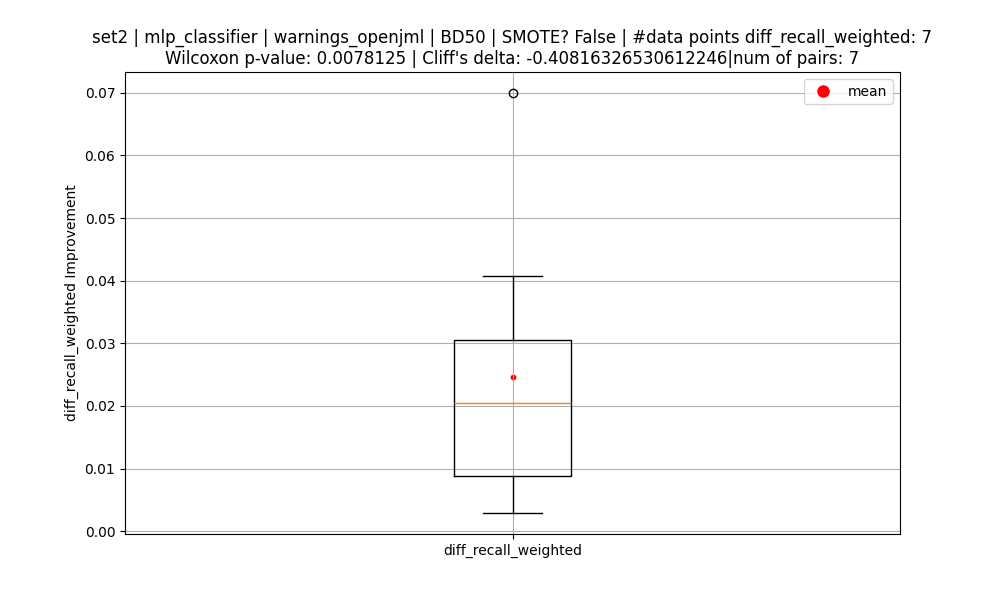 set2 | mlp_classifier | warnings_openjml | BD50 | SMOTE? False | #data points diff_recall_weighted: 7
Wilcoxon p-value: 0.0078125 | Cliff's delta: -0.40816326530612246|num of pairs: 7
mean
0.07
0.06
0.05
0.04
0.03
0.02
0.01
0.00
diff_recall_weighted Improvement
diff_recall_weighted